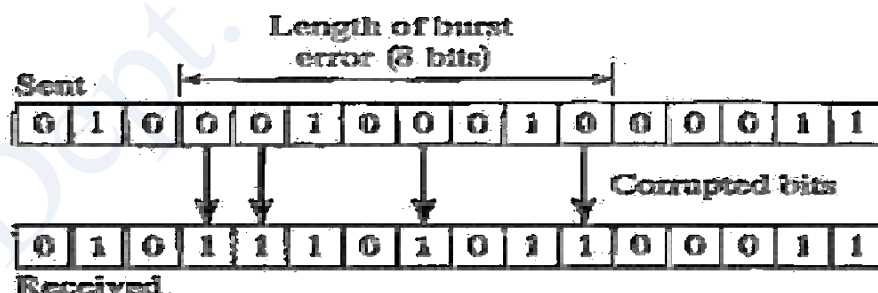 Dept.
Length of burst
error (8 bits)
Sent
0 1 0 0 0 1 0 0 0 1 0 0 0 0 1 1
Corrupted bits
0 1 0 1 1 1 0 1 0 1 1 0 0 0 1 1
Received